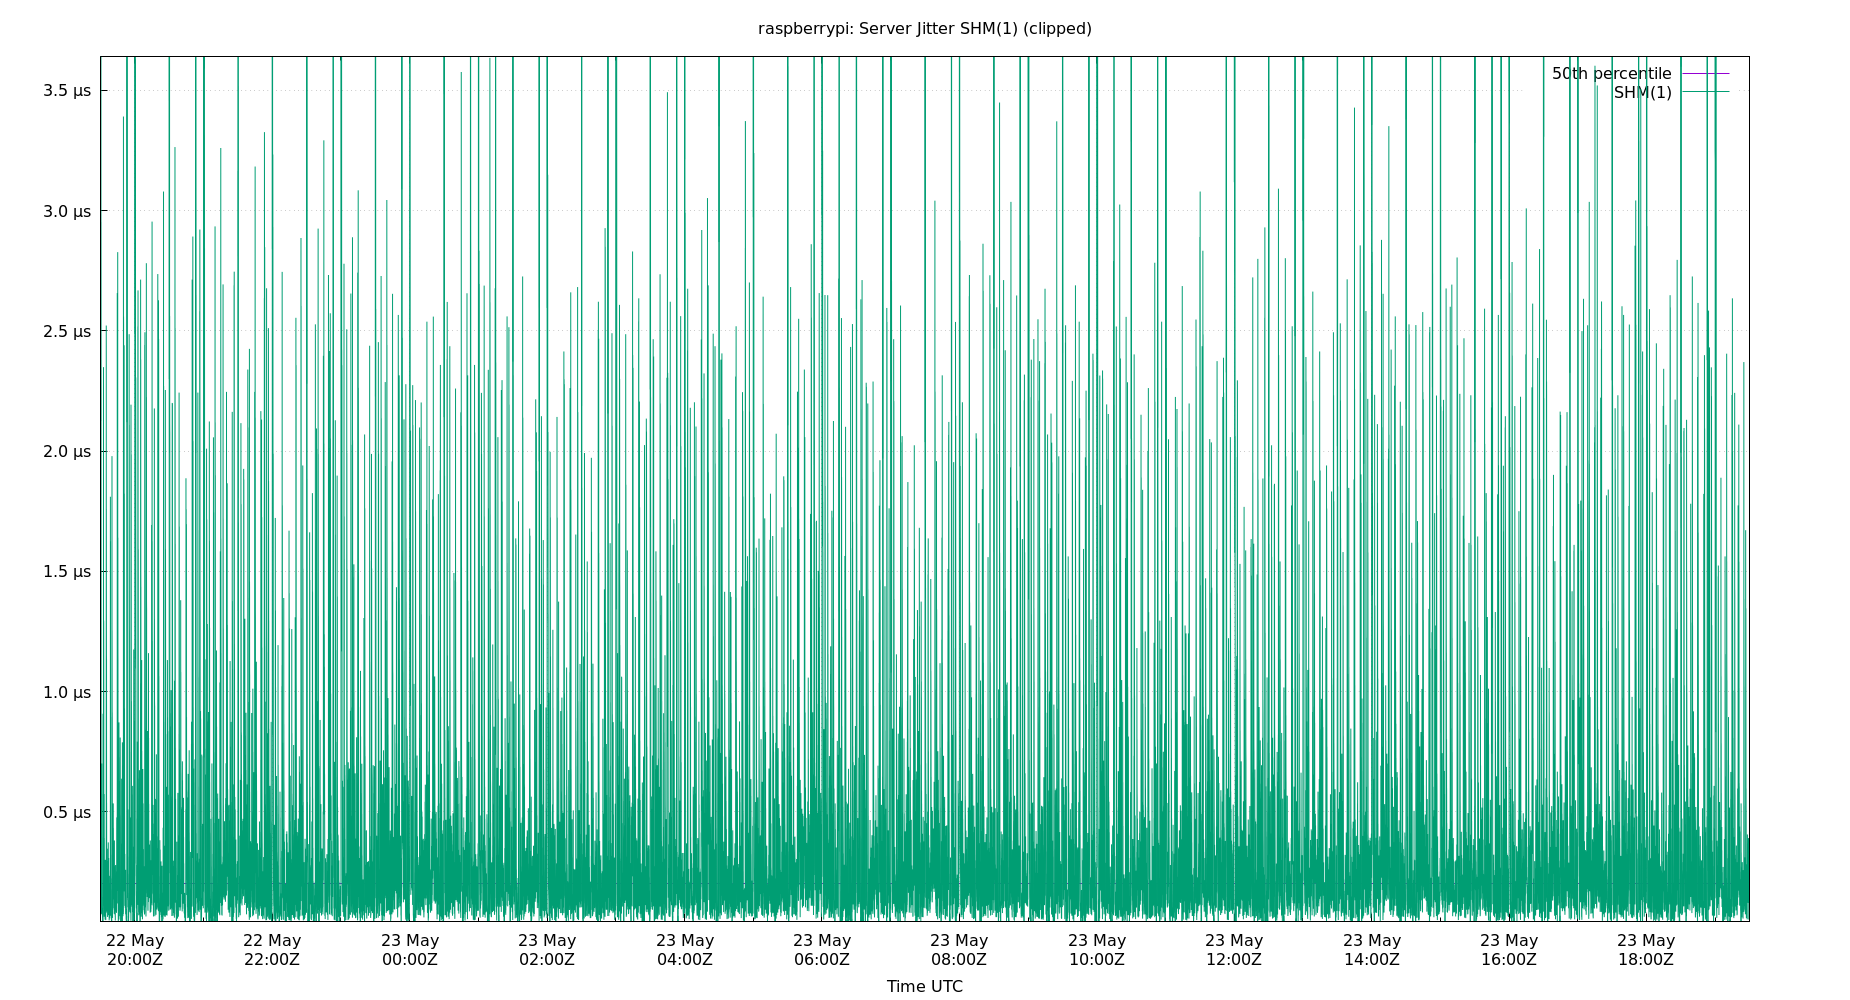 raspberrypi: Server Jitter SHM(1) (clipped)
50th percentile
SHM(1)
3.5 µs
3.0 µs
2.5 µs
2.0 µs
1.5 µs
1.0 µs
0.5 µs
22 May 22 May 23 May 23 May 23 May 23 May 23 May 23 May 23 May 23 May 23 May 23 May
20:00Z 22:00Z 00:00Z 02:00Z 04:00Z 06:00Z 08:00Z 10:00Z 12:00Z 14:00Z 16:00Z 18:00Z
Time UTC